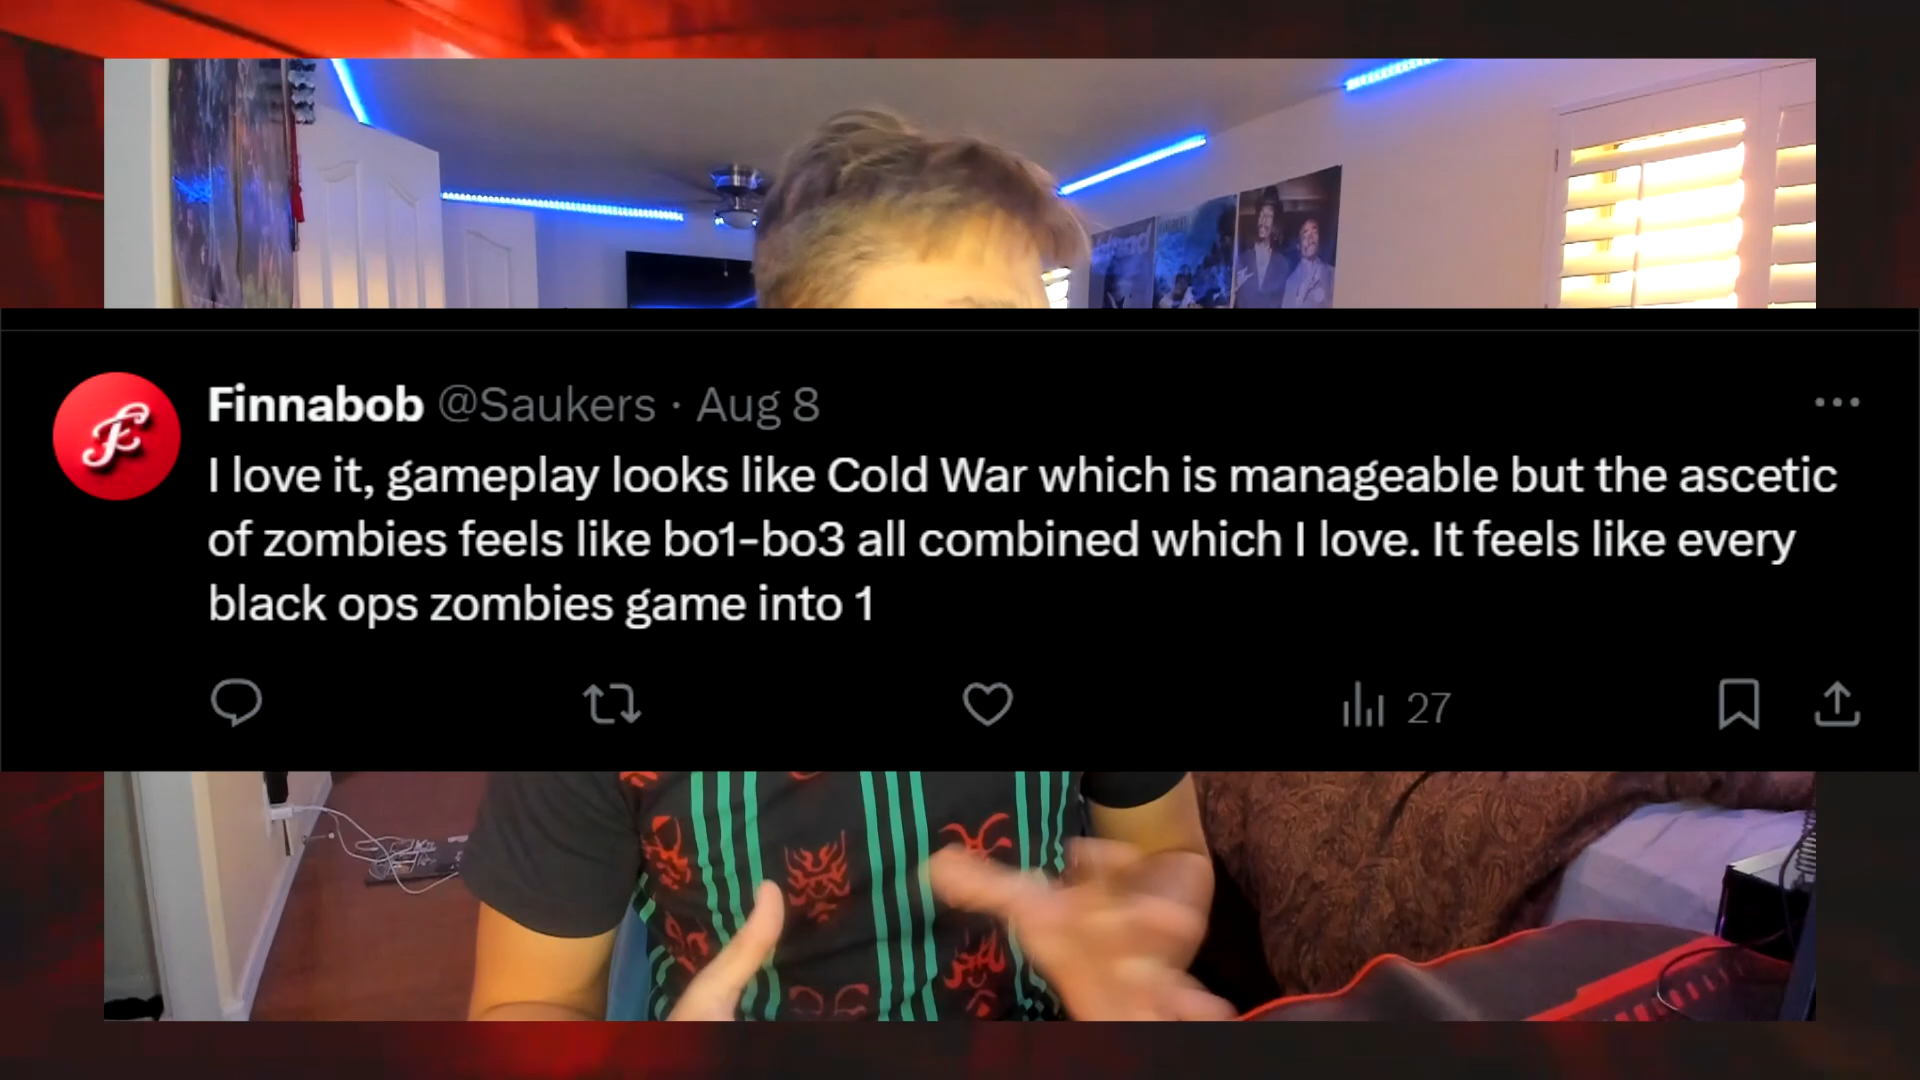 Finnabob @Saukers · Aug 8
I love it, gameplay looks like Cold War which is manageable but the ascetic
of zombies feels like bo1-bo3 all combined which I love. It feels like every
black ops zombies game into 1
27